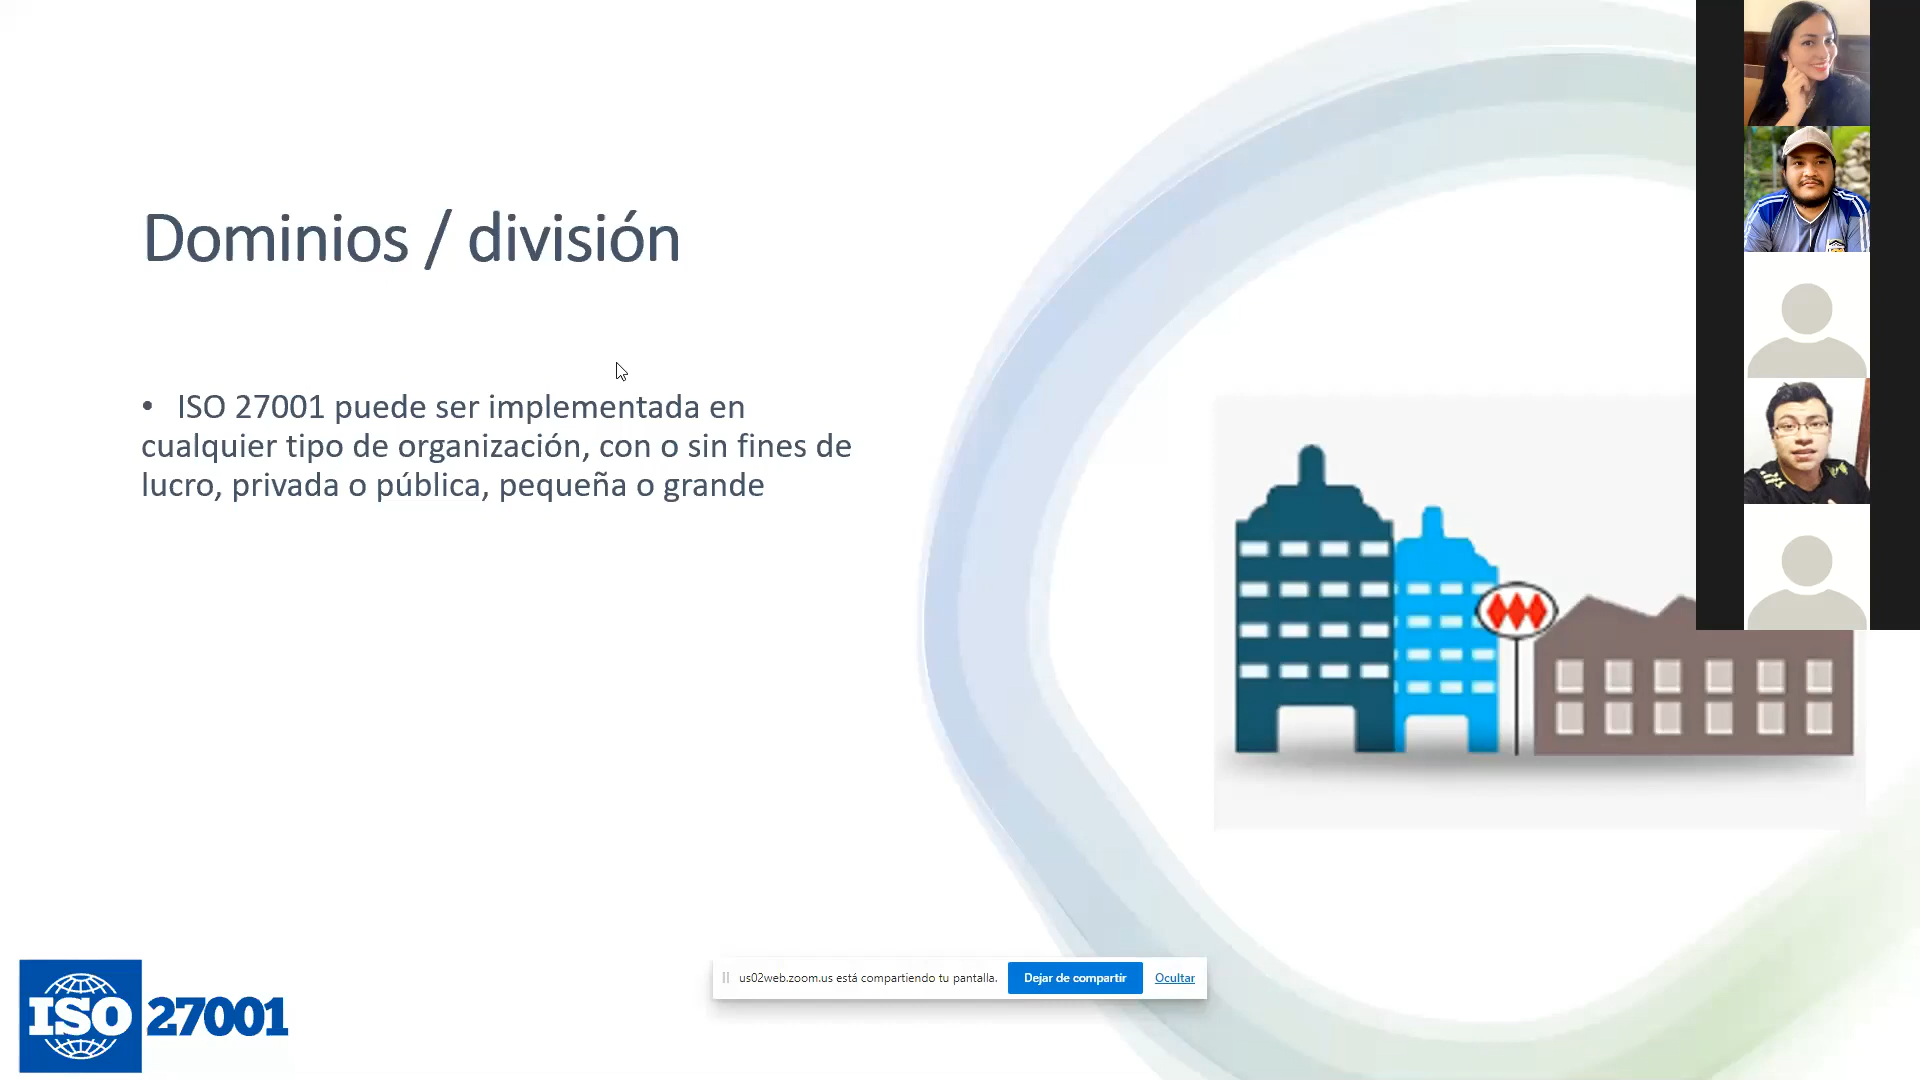 Dominios / división
• ISO 27001 puede ser implementada en
cualquier tipo de organización, con o sin fines de
lucro, privada o pública, pequeña o grande
us02web.zoom.us está compartiendo tu pantalla.
Dejar de compartir
Ocultar
ISO 27001